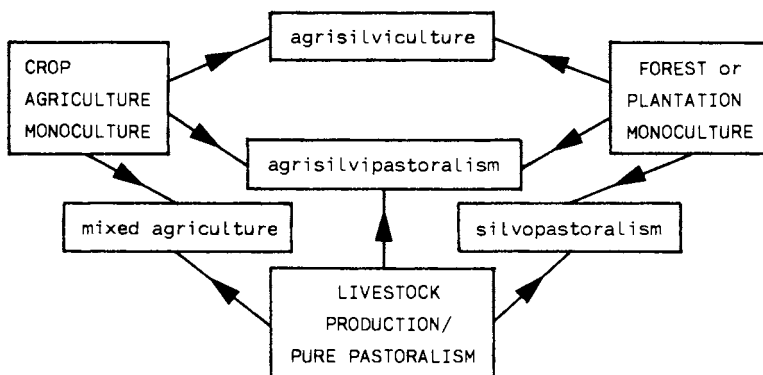 agrisilviculture
CROP
AGRICULTURE
MONOCULTURE
FOREST or
PLANTATION
MONOCULTURE
agrisilvipastoralism
mixed agriculture
silvopastoralism
LIVESTOCK
PRODUCTION/
PURE PASTORALISM